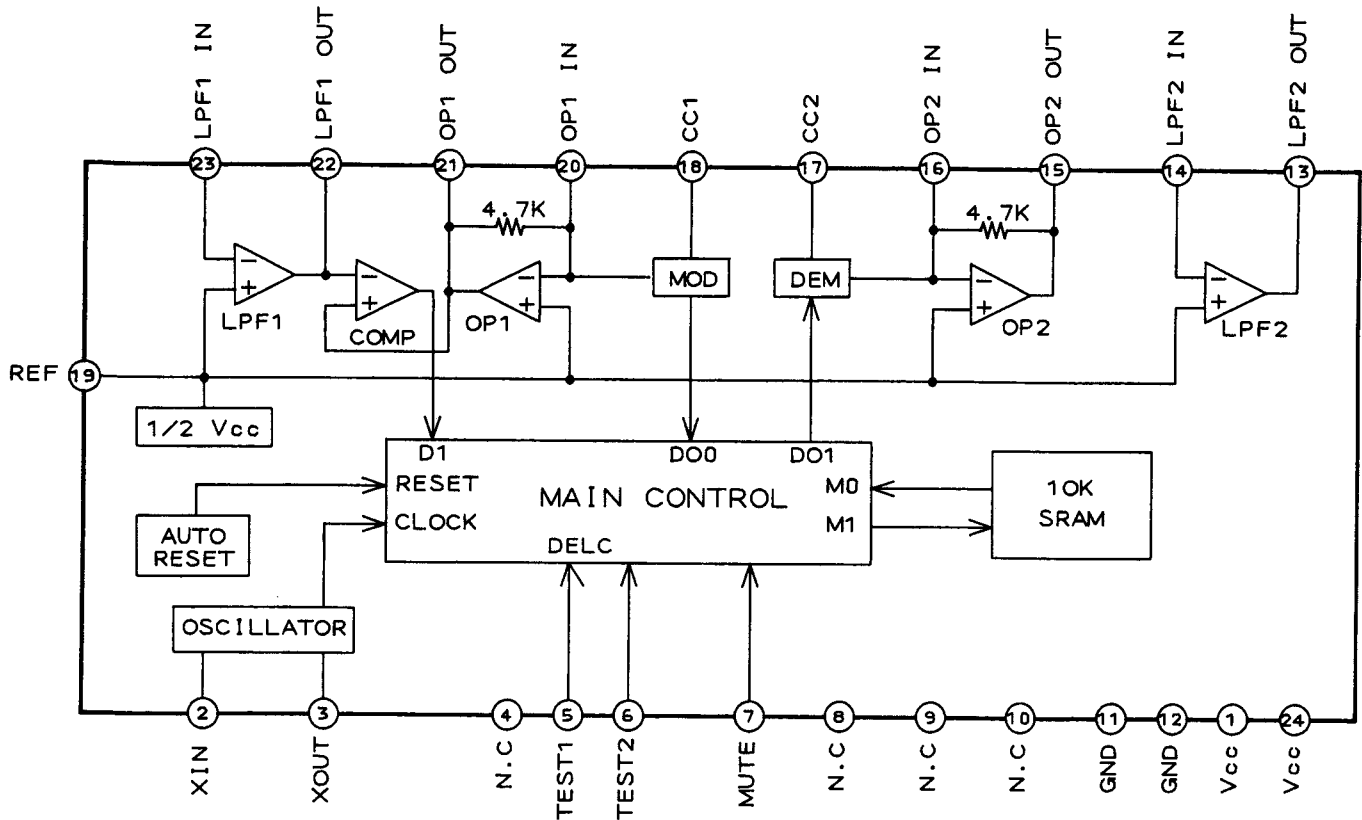 LPF1 IN
LPF1 OUT
OP1 OUT
OP1 IN
CC1
CC2
OP2 IN
OP2 OUT
LPF2 IN
LPF2 OUT
23
22
21
20
18
17
16
15
14
13
4.7K
4.7K
− + LPF1
− + COMP
− + OP1
MOD
DEM
− + OP2
− + LPF2
REF 19
1/2 Vcc
D1
DO0
DO1
RESET
CLOCK
MAIN CONTROL
DELC
M0
M1
10K
SRAM
AUTO
RESET
OSCILLATOR
2
3
4
5
6
7
8
9
10
11
12
1
24
XIN
XOUT
N.C
TEST1
TEST2
MUTE
N.C
N.C
N.C
GND
GND
Vcc
Vcc